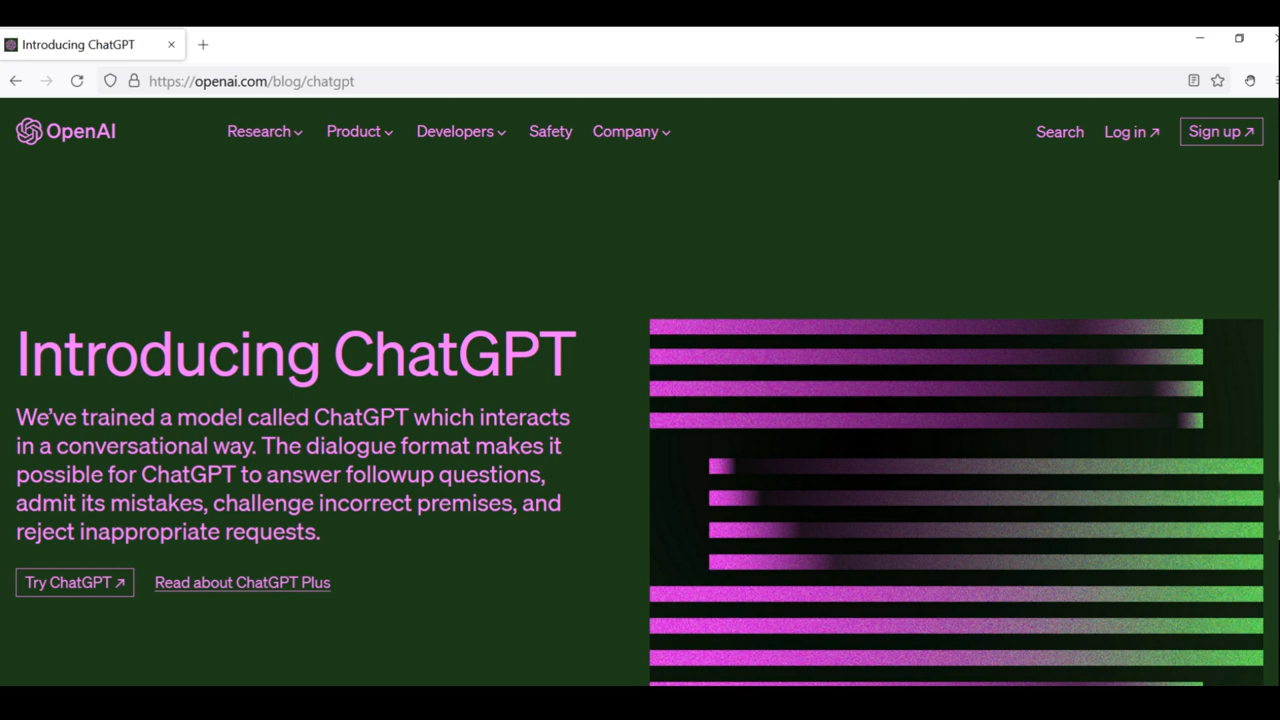 Introducing ChatGPT
https://openai.com/blog/chatgpt
OpenAI Research Product Developers Safety Company Search Log in ↗ Sign up ↗
Introducing ChatGPT
We’ve trained a model called ChatGPT which interacts
in a conversational way. The dialogue format makes it
possible for ChatGPT to answer followup questions,
admit its mistakes, challenge incorrect premises, and
reject inappropriate requests.
Try ChatGPT ↗ Read about ChatGPT Plus